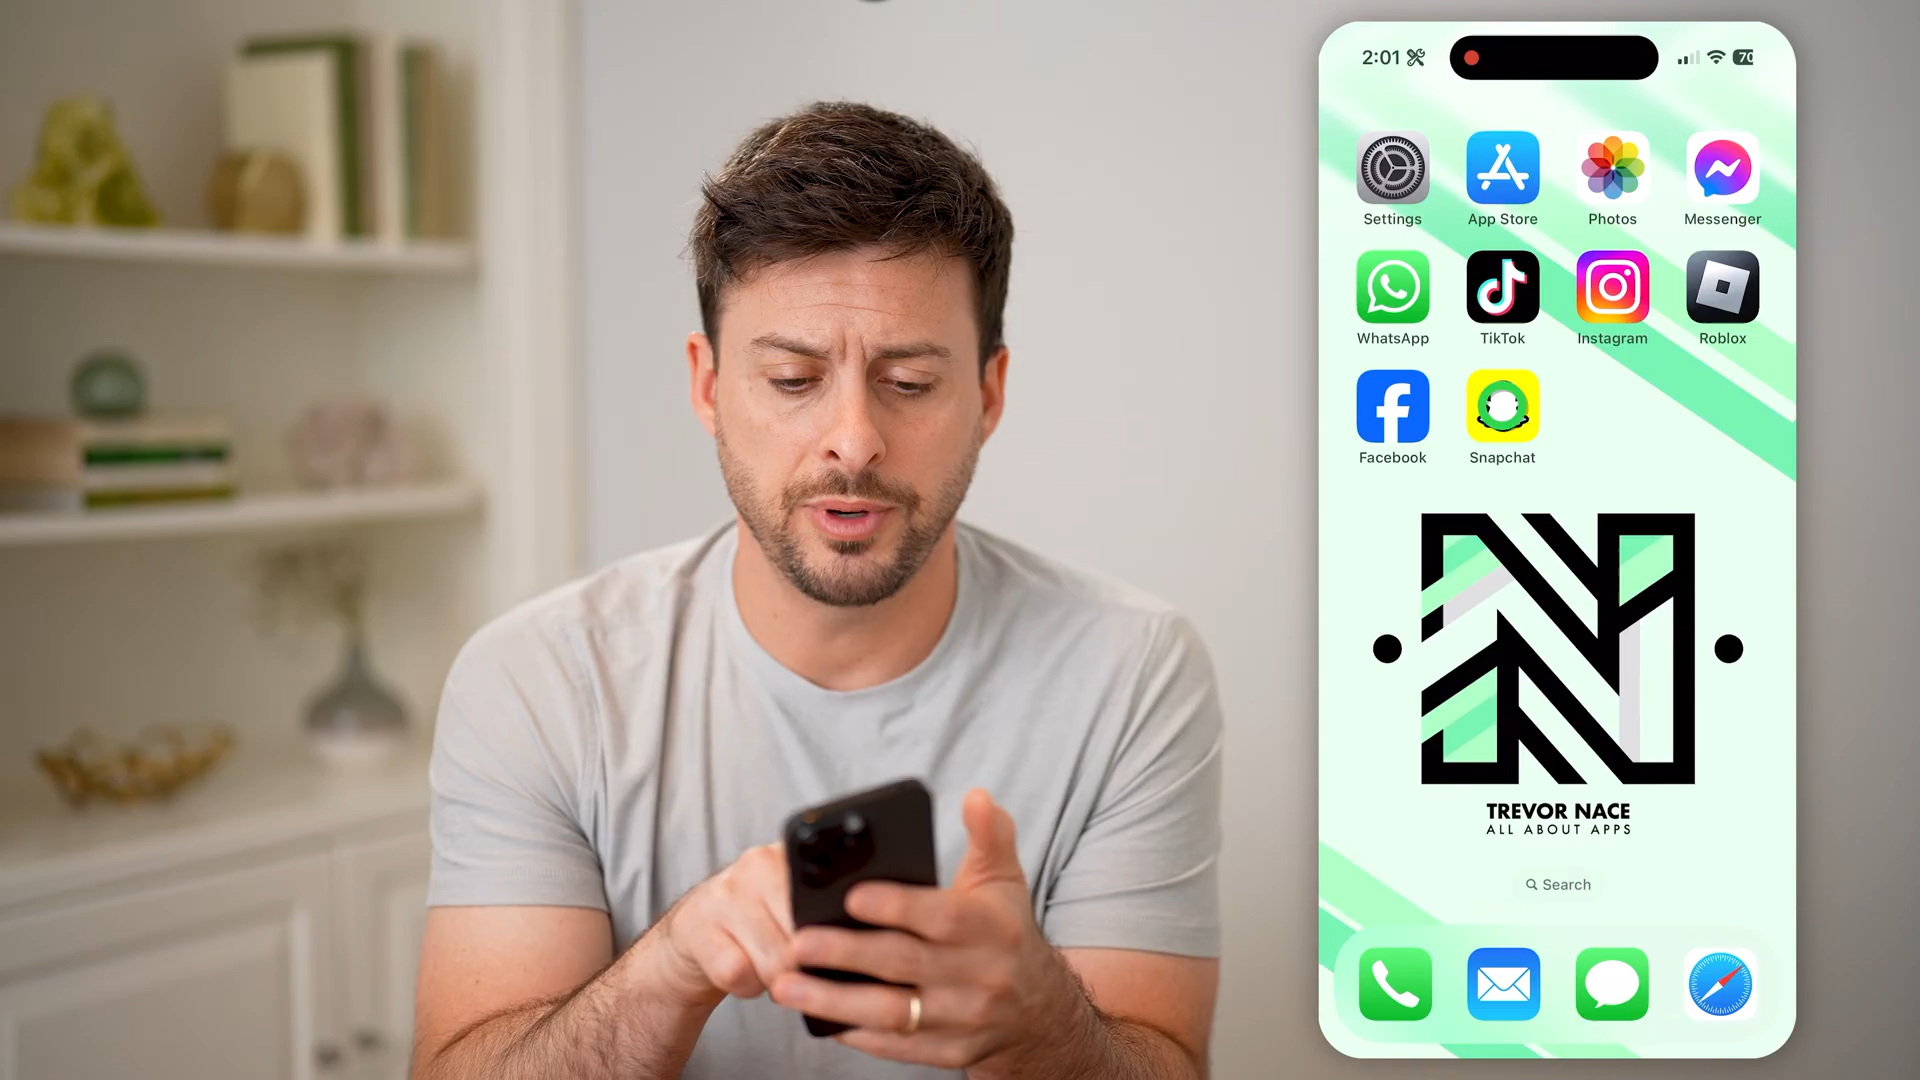 2:01
70
Settings
App Store
Photos
Messenger
WhatsApp
TikTok
Instagram
Roblox
Facebook
Snapchat
TREVOR NACE
ALL ABOUT APPS
Search